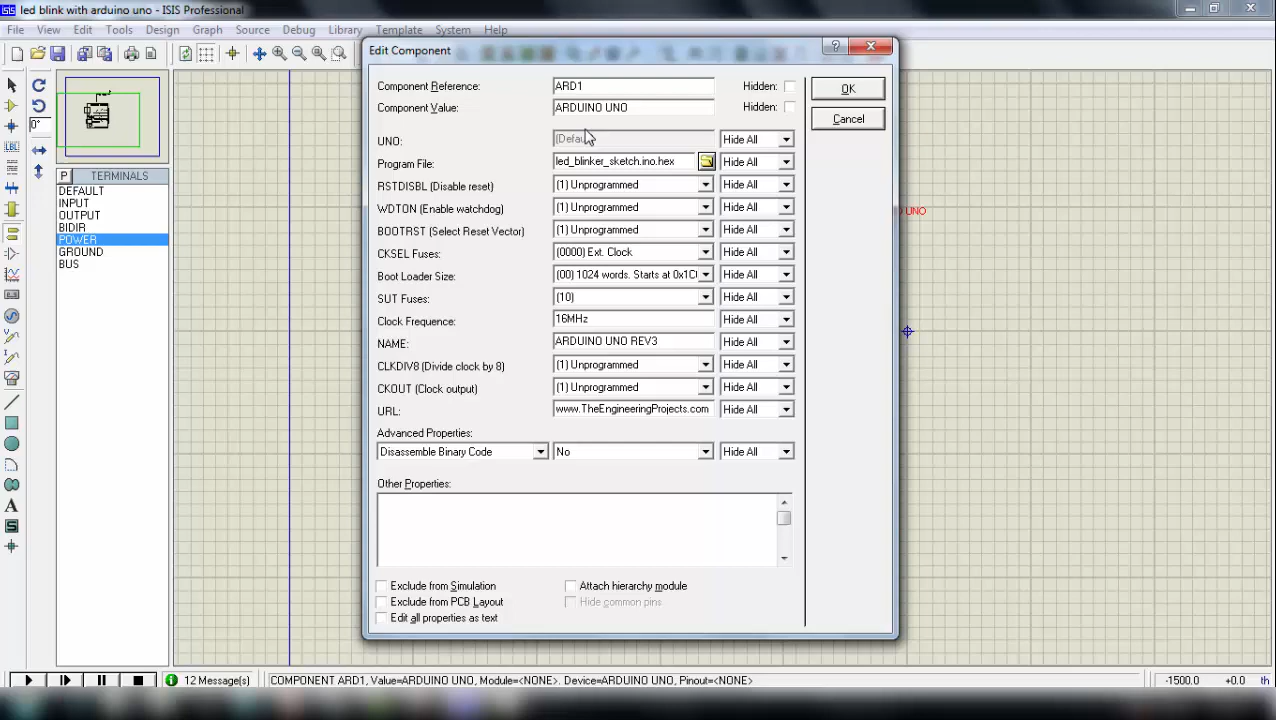 led blink with arduino uno - ISIS Professional
File View Edit Tools Design Graph Source Debug Library Template System Help
Edit Component
Component Reference: ARD1 Hidden:
Component Value: ARDUINO UNO Hidden:
OK
Cancel
UNO: (Default) Hide All
Program File: led_blinker_sketch.ino.hex Hide All
RSTDISBL (Disable reset) (1) Unprogrammed Hide All
WDTON (Enable watchdog) (1) Unprogrammed Hide All
BOOTRST (Select Reset Vector) (1) Unprogrammed Hide All
CKSEL Fuses: (0000) Ext. Clock Hide All
Boot Loader Size: (00) 1024 words. Starts at 0x1C Hide All
SUT Fuses: (10) Hide All
Clock Frequency: 16MHz Hide All
NAME: ARDUINO UNO REV3 Hide All
CLKDIV8 (Divide clock by 8) (1) Unprogrammed Hide All
CKOUT (Clock output) (1) Unprogrammed Hide All
URL: www.TheEngineeringProjects.com Hide All
Advanced Properties:
Disassemble Binary Code No Hide All
Other Properties:
Exclude from Simulation Attach hierarchy module
Exclude from PCB Layout Hide common pins
Edit all properties as text
0°
LBL
P TERMINALS
DEFAULT
INPUT
OUTPUT
BIDIR
POWER
GROUND
BUS
A
S
UNO
12 Message(s) COMPONENT ARD1, Value=ARDUINO UNO, Module=<NONE>. Device=ARDUINO UNO, Pinout=<NONE> -1500.0 +0.0 th